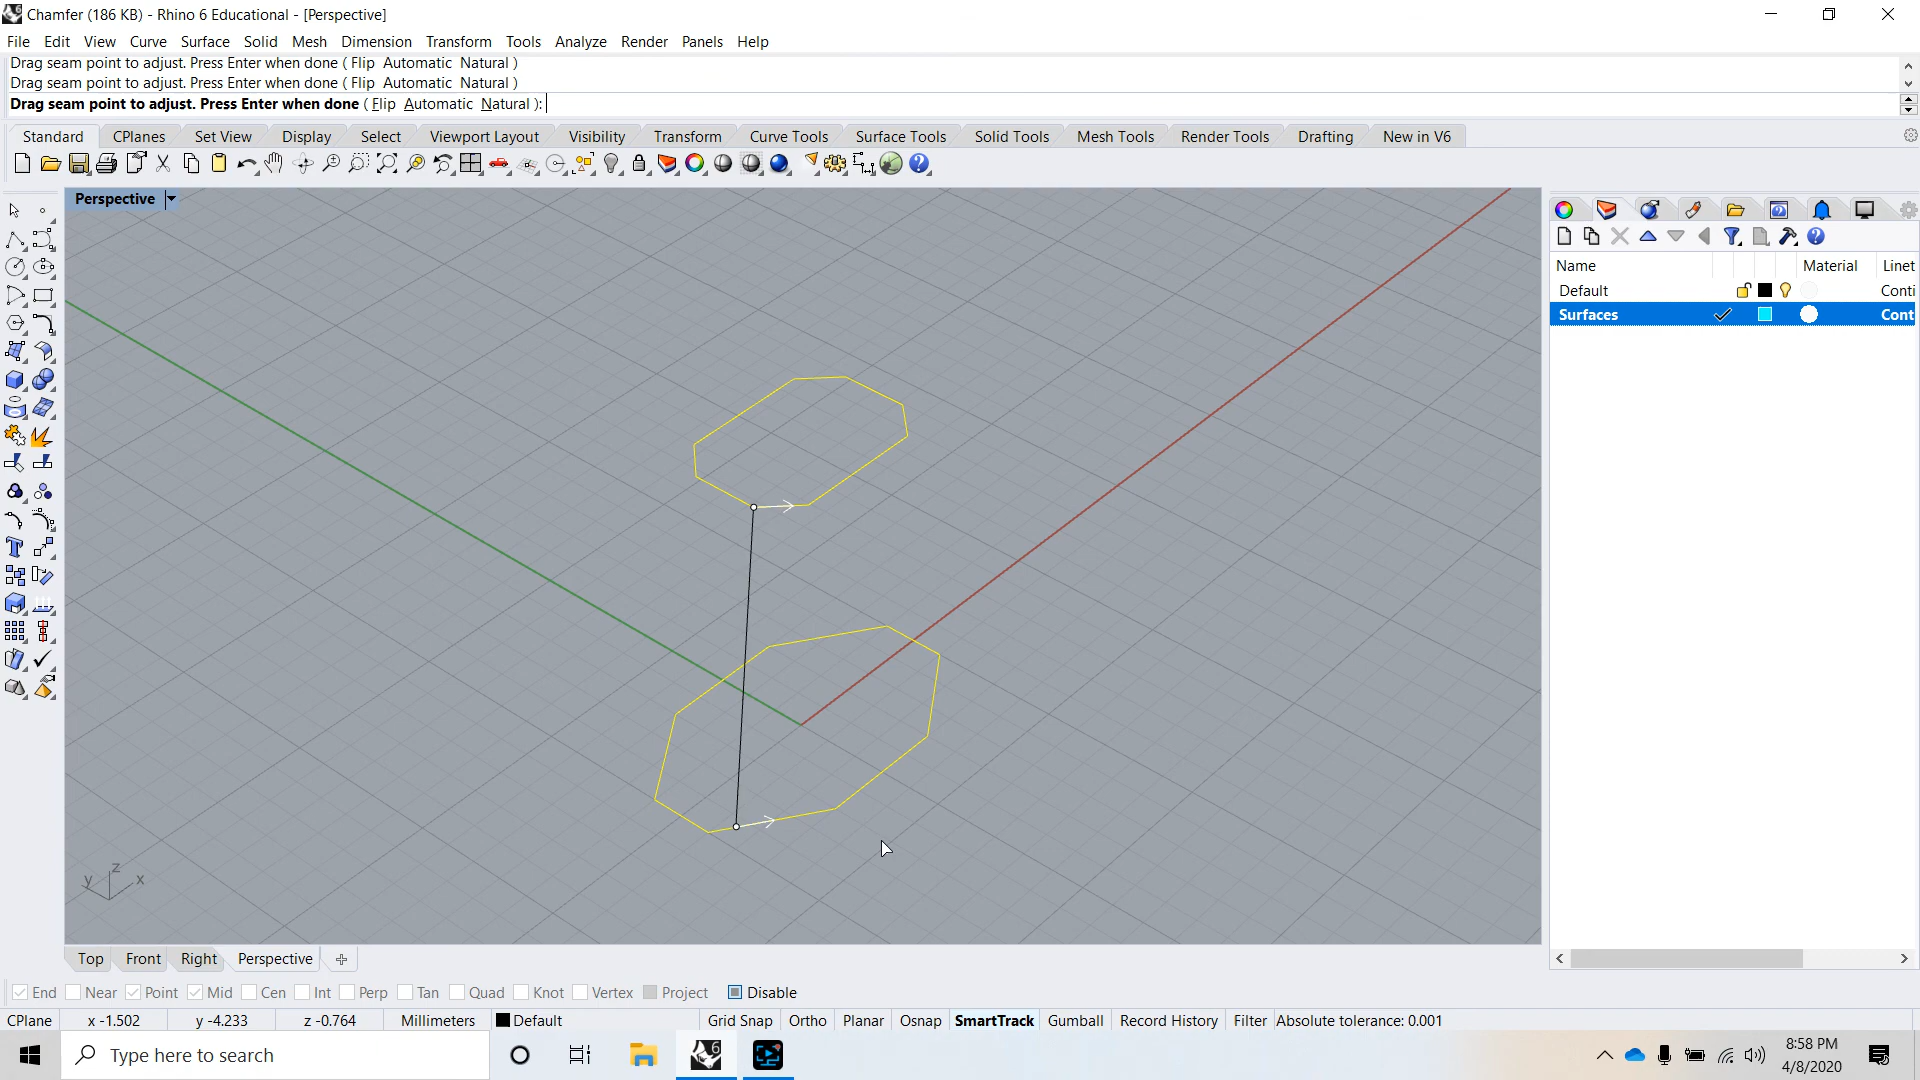 Chamfer (186 KB) - Rhino 6 Educational - [Perspective]
File Edit View Curve Surface Solid Mesh Dimension Transform Tools Analyze Render Panels Help
Drag seam point to adjust. Press Enter when done ( Flip Automatic Natural )
Drag seam point to adjust. Press Enter when done ( Flip Automatic Natural )
Drag seam point to adjust. Press Enter when done ( Flip Automatic Natural ):
Standard CPlanes Set View Display Select Viewport Layout Visibility Transform Curve Tools Surface Tools Solid Tools Mesh Tools Render Tools Drafting New in V6
Perspective
Name Material Linet
Default Conti
Surfaces Cont
z
y x
Top Front Right Perspective
End Near Point Mid Cen Int Perp Tan Quad Knot Vertex Project Disable
CPlane x -1.502 y -4.233 z -0.764 Millimeters Default Grid Snap Ortho Planar Osnap SmartTrack Gumball Record History Filter Absolute tolerance: 0.001
Type here to search
6
8:58 PM
4/8/2020